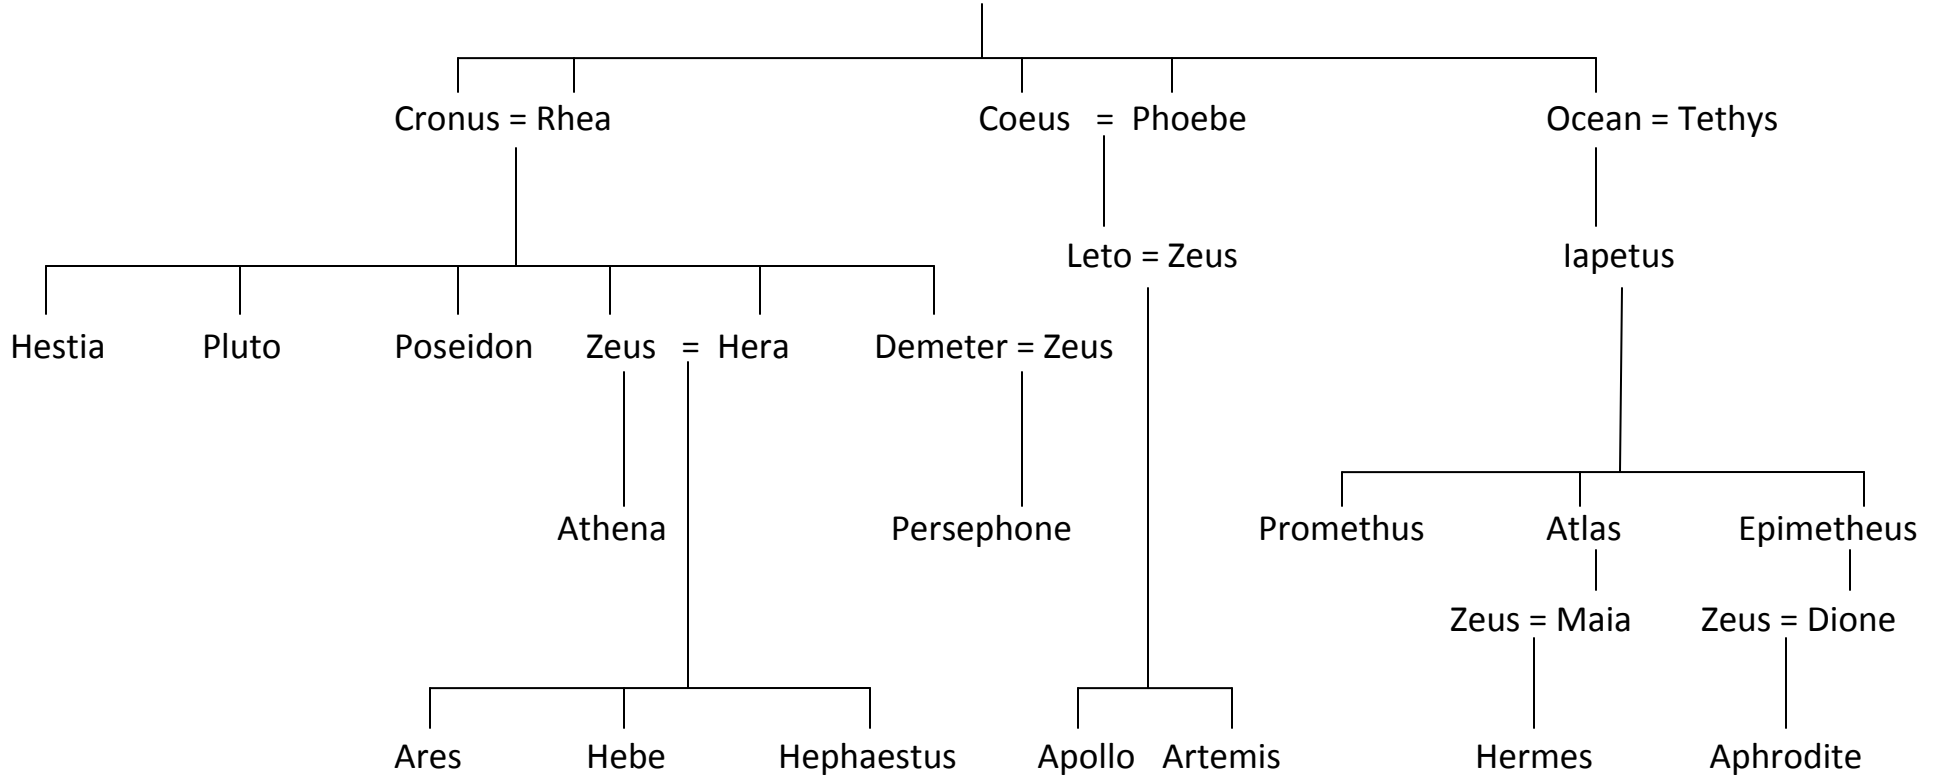 Cronus = Rhea Coeus = Phoebe Ocean = Tethys
Leto = Zeus Iapetus
Hestia Pluto Poseidon Zeus = Hera Demeter = Zeus
Athena Persephone Promethus Atlas Epimetheus
Zeus = Maia Zeus = Dione
Ares Hebe Hephaestus Apollo Artemis Hermes Aphrodite